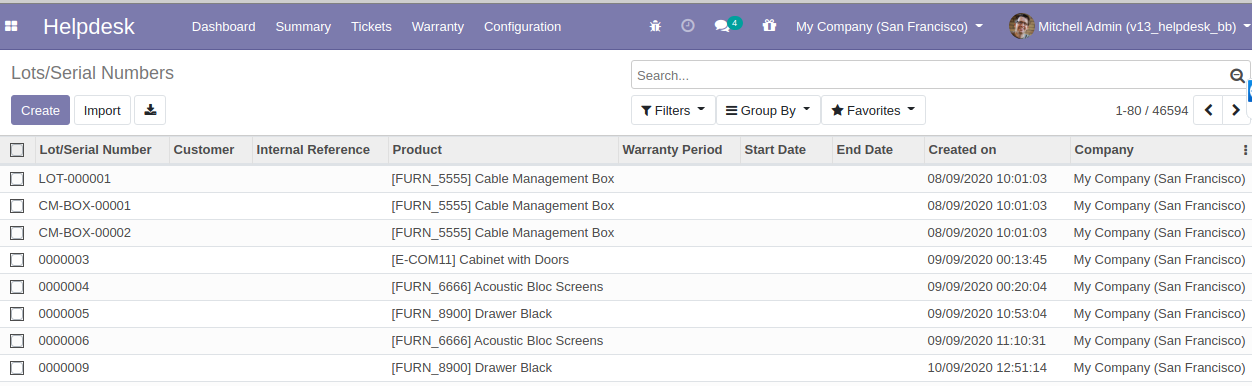 Helpdesk Dashboard Summary Tickets Warranty Configuration 4 My Company (San Francisco) Mitchell Admin (v13_helpdesk_bb)
Lots/Serial Numbers Search...
Create Import Filters Group By Favorites 1-80 / 46594
Lot/Serial Number Customer Internal Reference Product Warranty Period Start Date End Date Created on Company
LOT-000001 [FURN_5555] Cable Management Box 08/09/2020 10:01:03 My Company (San Francisco)
CM-BOX-00001 [FURN_5555] Cable Management Box 08/09/2020 10:01:03 My Company (San Francisco)
CM-BOX-00002 [FURN_5555] Cable Management Box 08/09/2020 10:01:03 My Company (San Francisco)
0000003 [E-COM11] Cabinet with Doors 09/09/2020 00:13:45 My Company (San Francisco)
0000004 [FURN_6666] Acoustic Bloc Screens 09/09/2020 00:20:04 My Company (San Francisco)
0000005 [FURN_8900] Drawer Black 09/09/2020 10:53:04 My Company (San Francisco)
0000006 [FURN_6666] Acoustic Bloc Screens 09/09/2020 11:10:31 My Company (San Francisco)
0000009 [FURN_8900] Drawer Black 10/09/2020 12:51:14 My Company (San Francisco)